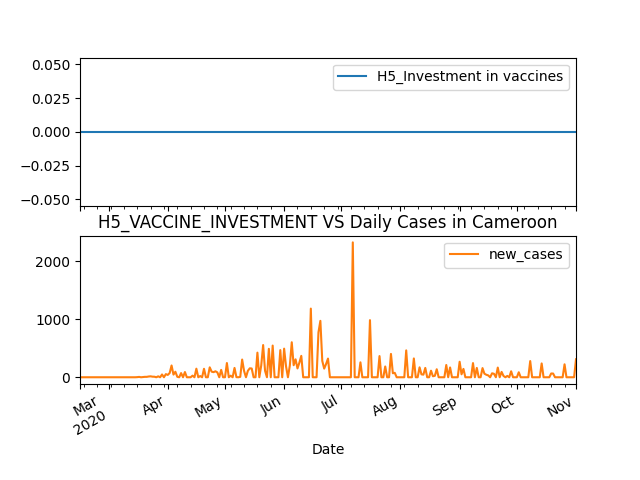 0.050
H5_Investment in vaccines
0.025
0.000
−0.025
−0.050
H5_VACCINE_INVESTMENT VS Daily Cases in Cameroon
new_cases
2000
1000
0
Mar Apr May Jun Jul Aug Sep Oct Nov
2020
Date